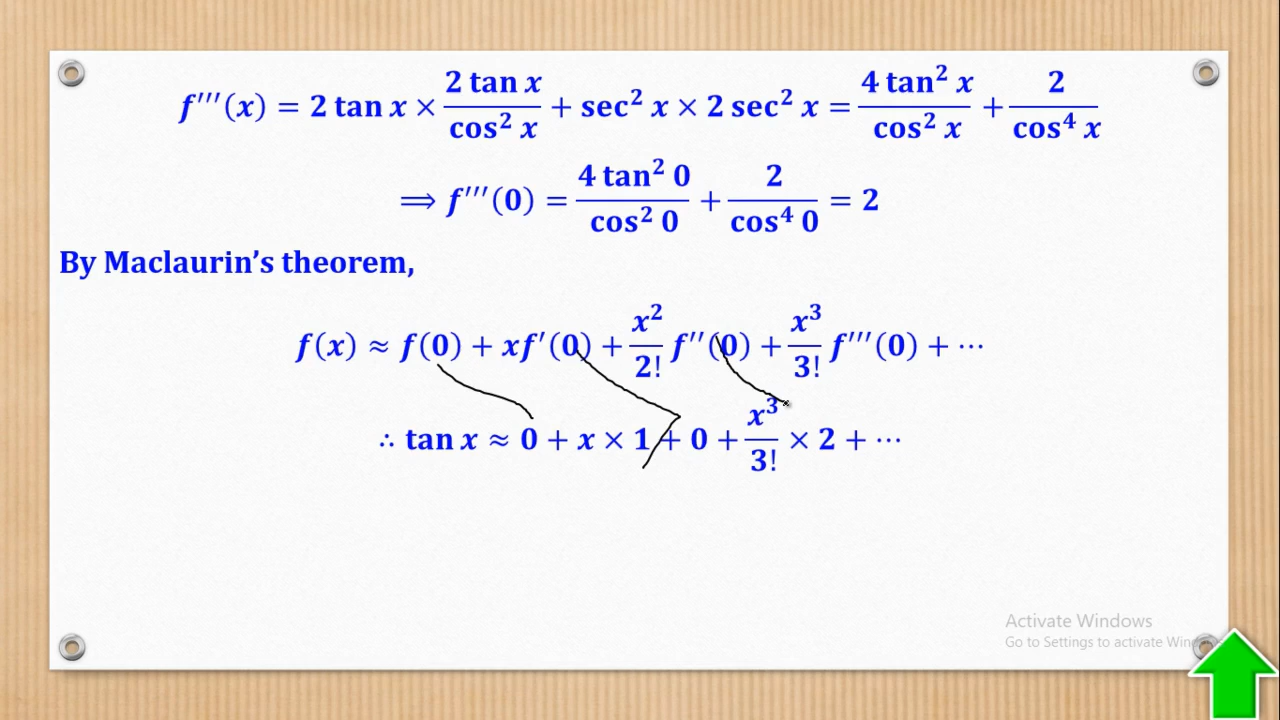 f′′′(x) = 2 tan x × 2 tan x / cos² x + sec² x × 2 sec² x = 4 tan² x / cos² x + 2 / cos⁴ x
⟹ f′′′(0) = 4 tan² 0 / cos² 0 + 2 / cos⁴ 0 = 2
By Maclaurin’s theorem,
f(x) ≈ f(0) + xf′(0) + x²/2! f′′(0) + x³/3! f′′′(0) + ⋯
∴ tan x ≈ 0 + x × 1 + 0 + x³/3! × 2 + ⋯
Activate Windows
Go to Settings to activate Windows